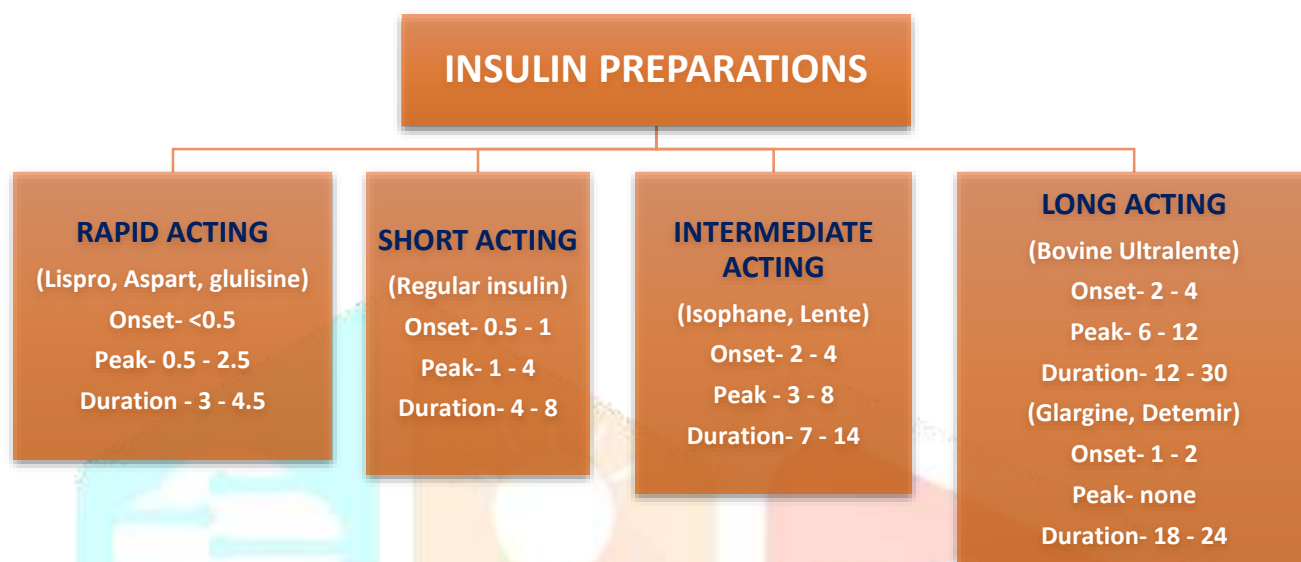 INSULIN PREPARATIONS
RAPID ACTING
(Lispro, Aspart, glulisine)
Onset- <0.5
Peak- 0.5 - 2.5
Duration - 3 - 4.5
SHORT ACTING
(Regular insulin)
Onset- 0.5 - 1
Peak- 1 - 4
Duration- 4 - 8
INTERMEDIATE
ACTING
(Isophane, Lente)
Onset- 2 - 4
Peak - 3 - 8
Duration- 7 - 14
LONG ACTING
(Bovine Ultralente)
Onset- 2 - 4
Peak- 6 - 12
Duration- 12 - 30
(Glargine, Detemir)
Onset- 1 - 2
Peak- none
Duration- 18 - 24